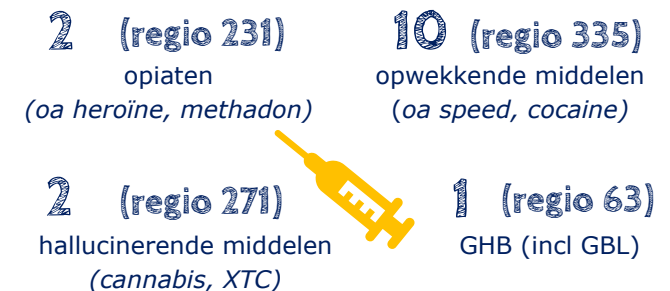 2 (regio 231)
opiaten
(oa heroïne, methadon)
10 (regio 335)
opwekkende middelen
(oa speed, cocaine)
2 (regio 271)
hallucinerende middelen
(cannabis, XTC)
1 (regio 63)
GHB (incl GBL)